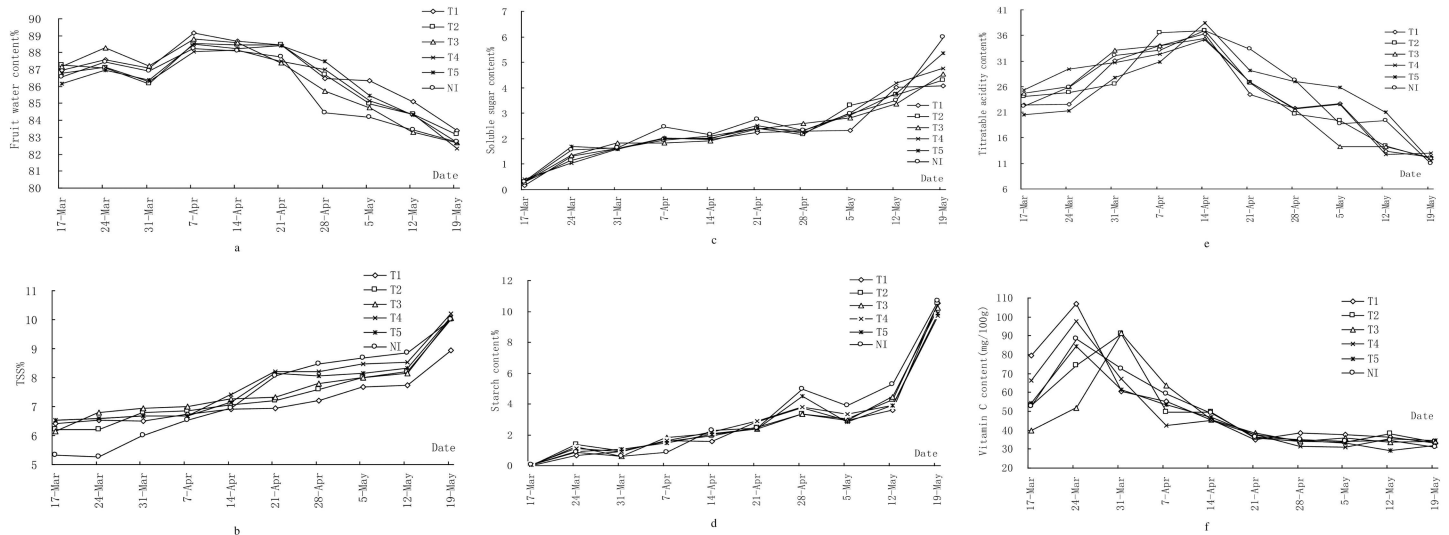 Fruit water content%
90
89
88
87
86
85
84
83
82
81
80
17-Mar
24-Mar
31-Mar
7-Apr
14-Apr
21-Apr
28-Apr
5-May
12-May
19-May
Date
T1
T2
T3
T4
T5
NI
a
Soluble sugar content%
7
6
5
4
3
2
1
0
17-Mar
24-Mar
31-Mar
7-Apr
14-Apr
21-Apr
28-Apr
5-May
12-May
19-May
Date
T1
T2
T3
T4
T5
NI
c
Titratable acidity content%
41
36
31
26
21
16
11
6
17-Mar
24-Mar
31-Mar
7-Apr
14-Apr
21-Apr
28-Apr
5-May
12-May
19-May
Date
T1
T2
T3
T4
T5
NI
e
TSS%
11
10
9
8
7
6
5
17-Mar
24-Mar
31-Mar
7-Apr
14-Apr
21-Apr
28-Apr
5-May
12-May
19-May
Date
T1
T2
T3
T4
T5
NI
b
Starch content%
12
10
8
6
4
2
0
17-Mar
24-Mar
31-Mar
7-Apr
14-Apr
21-Apr
28-Apr
5-May
12-May
19-May
Date
T1
T2
T3
T4
T5
NI
d
Vitamin C content(mg/100g)
110
100
90
80
70
60
50
40
30
20
17-Mar
24-Mar
31-Mar
7-Apr
14-Apr
21-Apr
28-Apr
5-May
12-May
19-May
Date
T1
T2
T3
T4
T5
NI
f